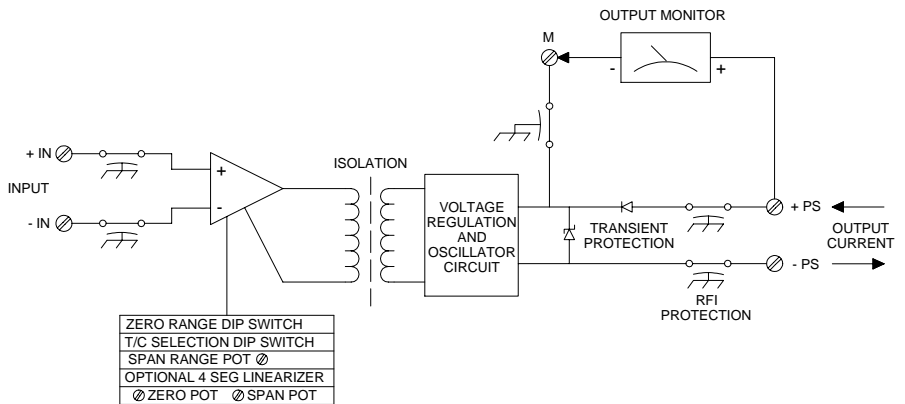 OUTPUT MONITOR
M
- +
+ IN
+
ISOLATION
INPUT
-
- IN
VOLTAGE
REGULATION
AND
OSCILLATOR
CIRCUIT
TRANSIENT
PROTECTION
+ PS
OUTPUT
CURRENT
- PS
RFI
PROTECTION
ZERO RANGE DIP SWITCH
T/C SELECTION DIP SWITCH
SPAN RANGE POT
OPTIONAL 4 SEG LINEARIZER
ZERO POT SPAN POT